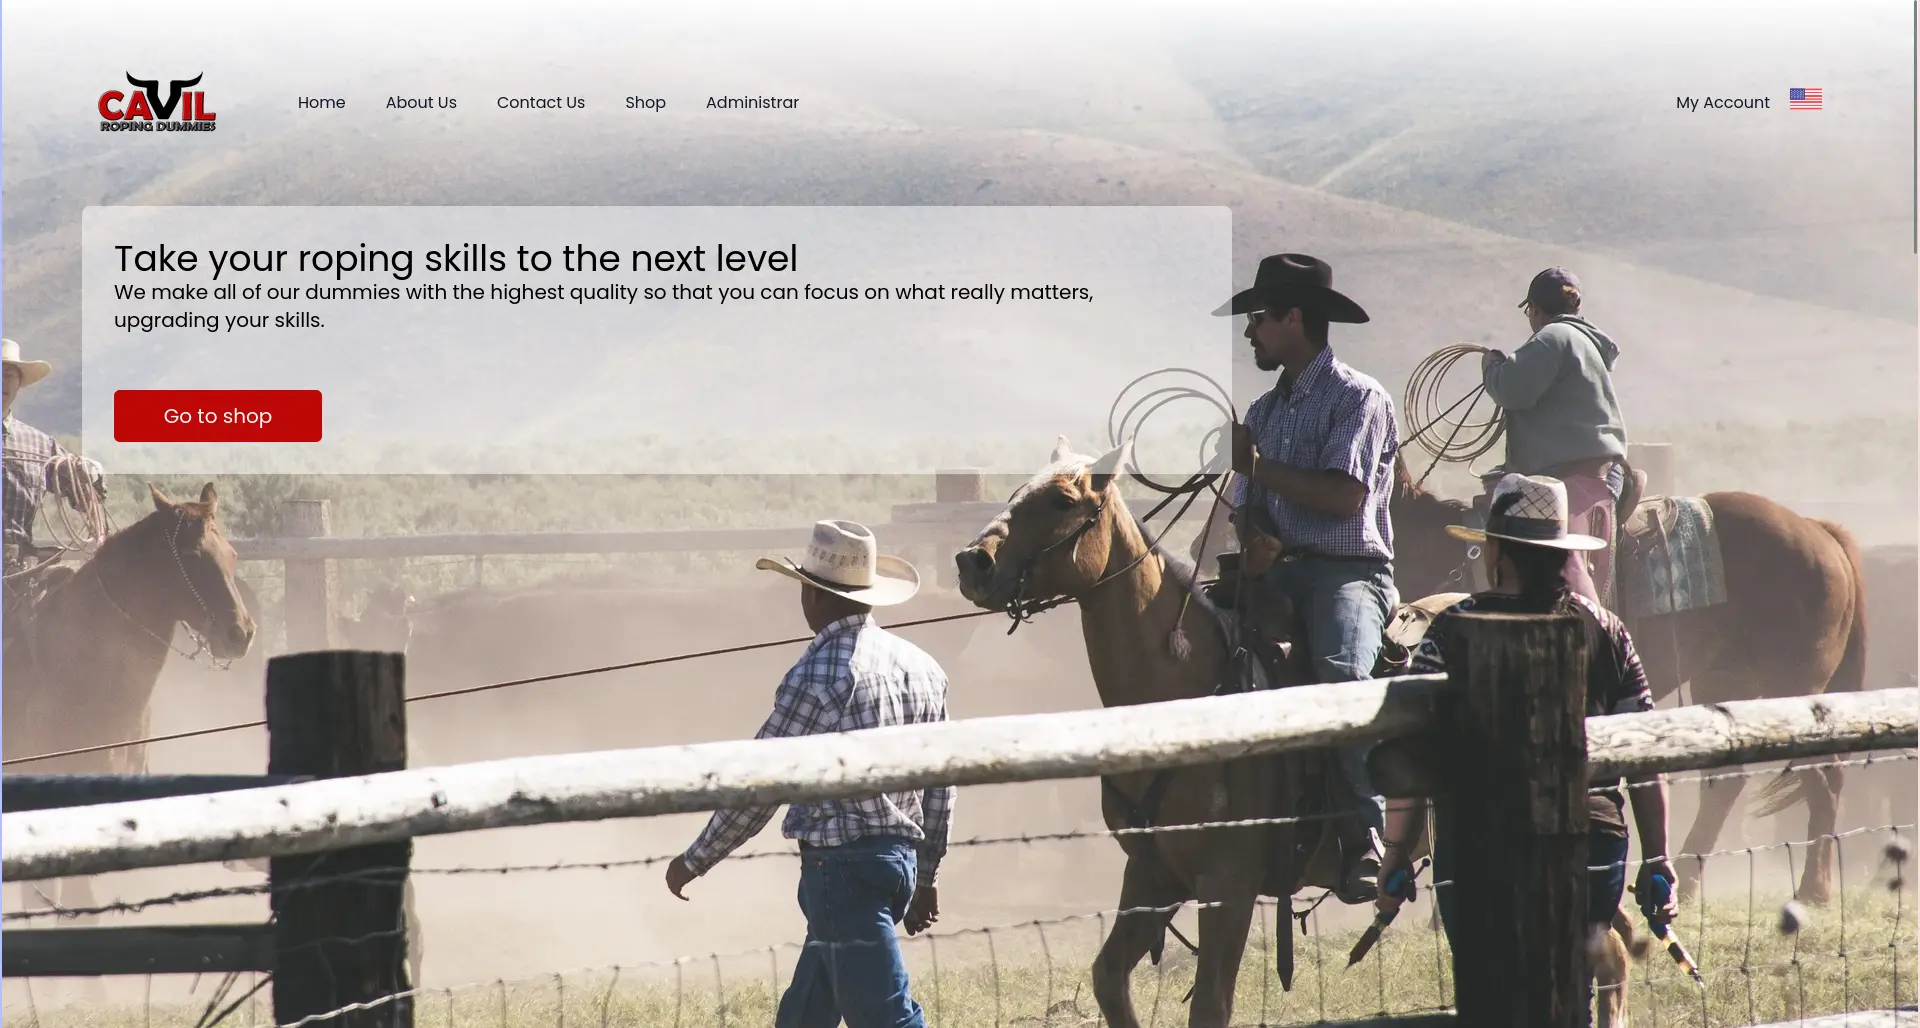 CAVIL
ROPING DUMMIES
Home
About Us
Contact Us
Shop
Administrar
My Account
Take your roping skills to the next level
We make all of our dummies with the highest quality so that you can focus on what really matters,
upgrading your skills.
Go to shop